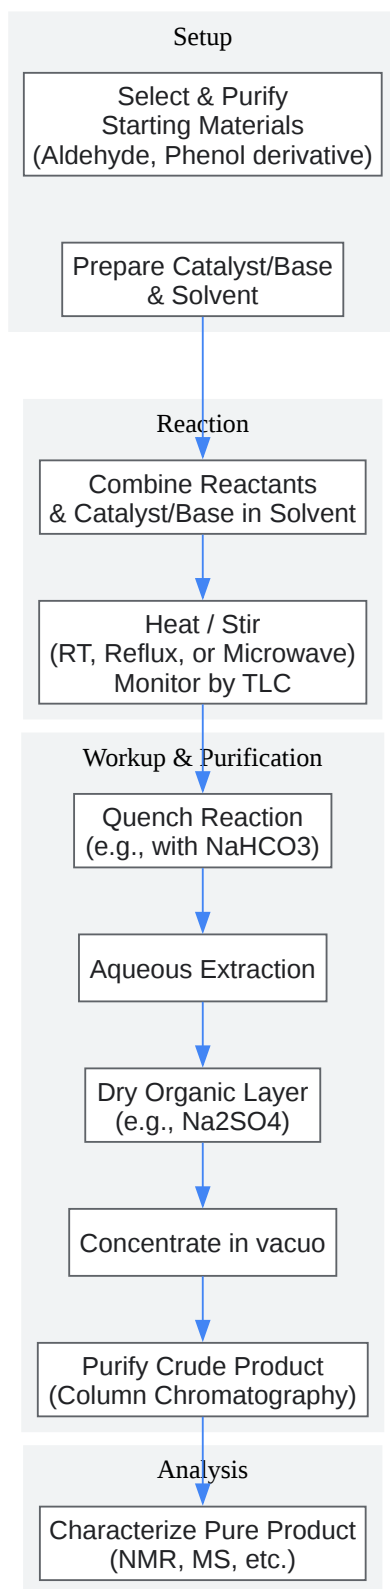 Setup
Select & Purify
Starting Materials
(Aldehyde, Phenol derivative)
Prepare Catalyst/Base
& Solvent
Reaction
Combine Reactants
& Catalyst/Base in Solvent
Heat / Stir
(RT, Reflux, or Microwave)
Monitor by TLC
Workup & Purification
Quench Reaction
(e.g., with NaHCO3)
Aqueous Extraction
Dry Organic Layer
(e.g., Na2SO4)
Concentrate in vacuo
Purify Crude Product
(Column Chromatography)
Analysis
Characterize Pure Product
(NMR, MS, etc.)